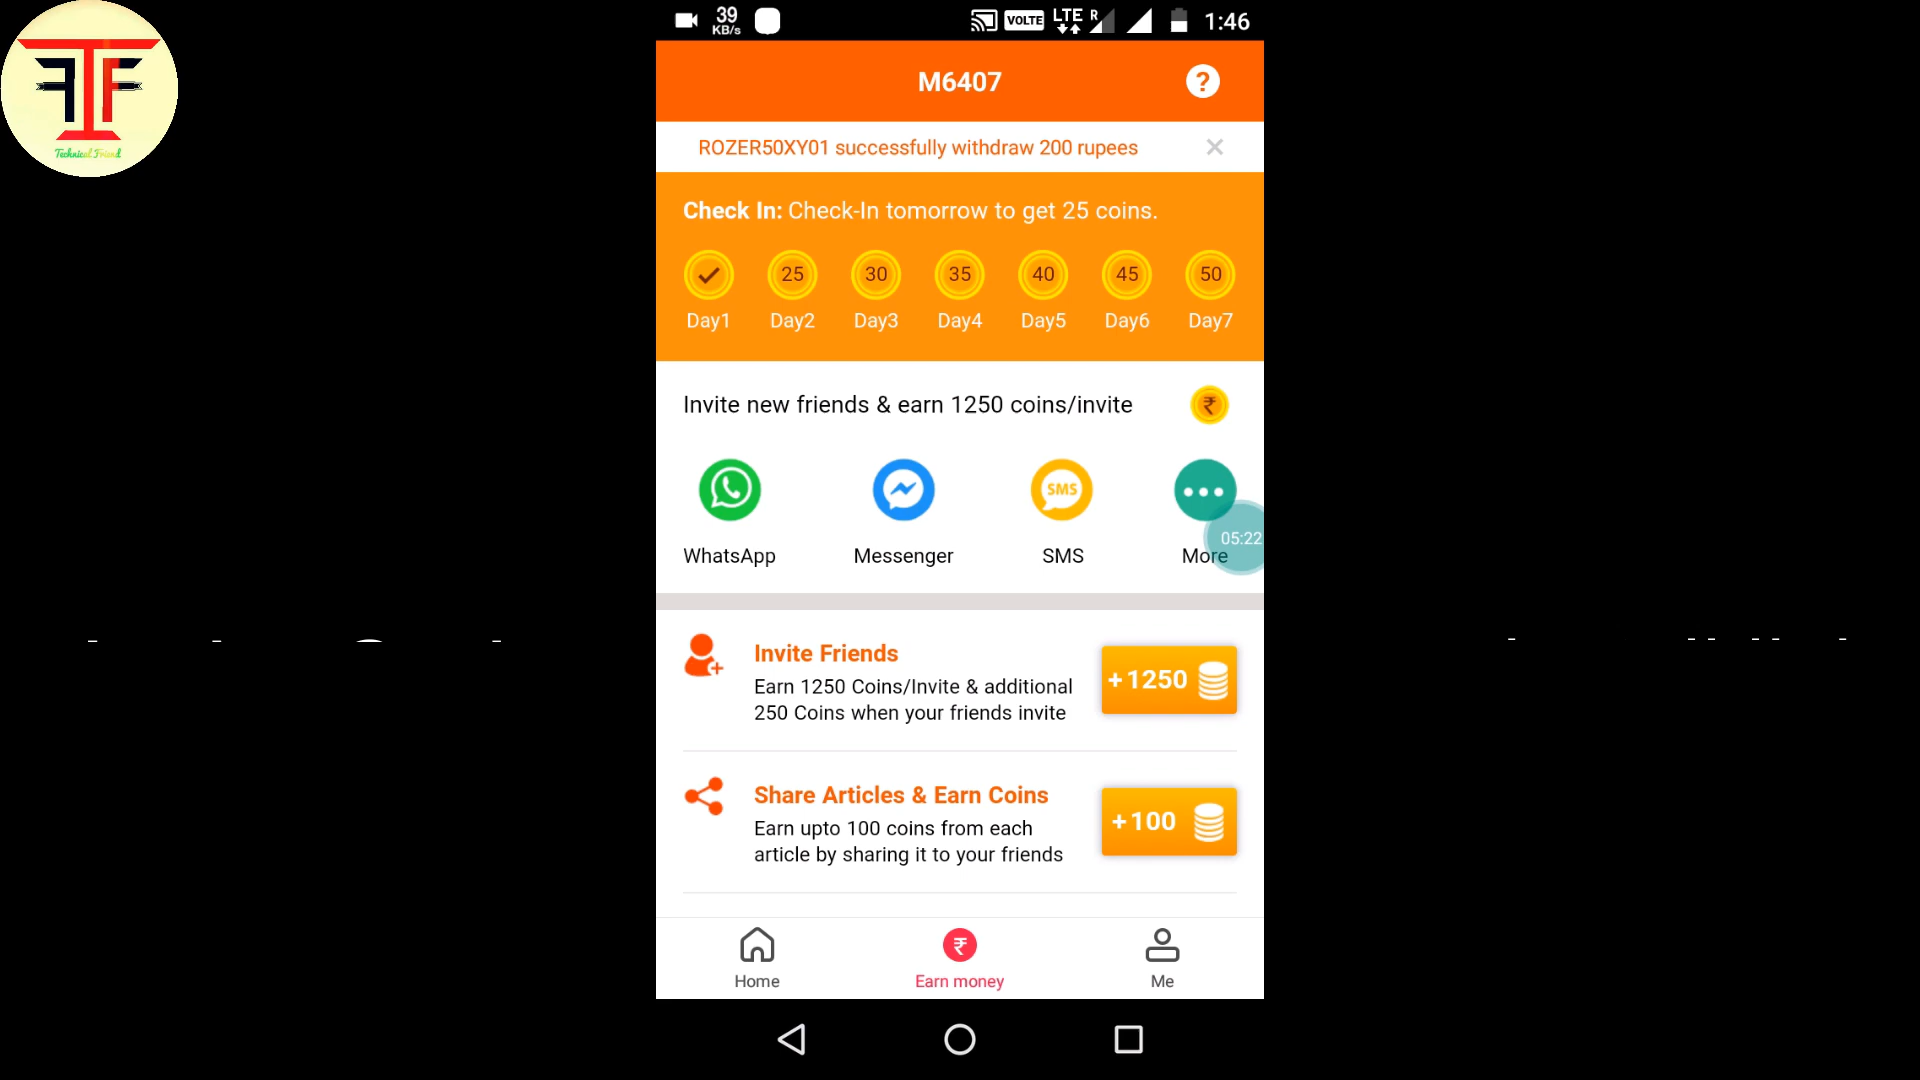 39
KB/s
VOLTE
LTE
R
1:46
Technical Friend
M6407
?
ROZER50XY01 successfully withdraw 200 rupees
Check In: Check-In tomorrow to get 25 coins.
25 30 35 40 45 50
Day1 Day2 Day3 Day4 Day5 Day6 Day7
Invite new friends & earn 1250 coins/invite
₹
SMS
05:22
WhatsApp Messenger SMS More
Invite Friends
Earn 1250 Coins/Invite & additional
250 Coins when your friends invite
+1250
Share Articles & Earn Coins
Earn upto 100 coins from each
article by sharing it to your friends
+100
₹
Home Earn money Me